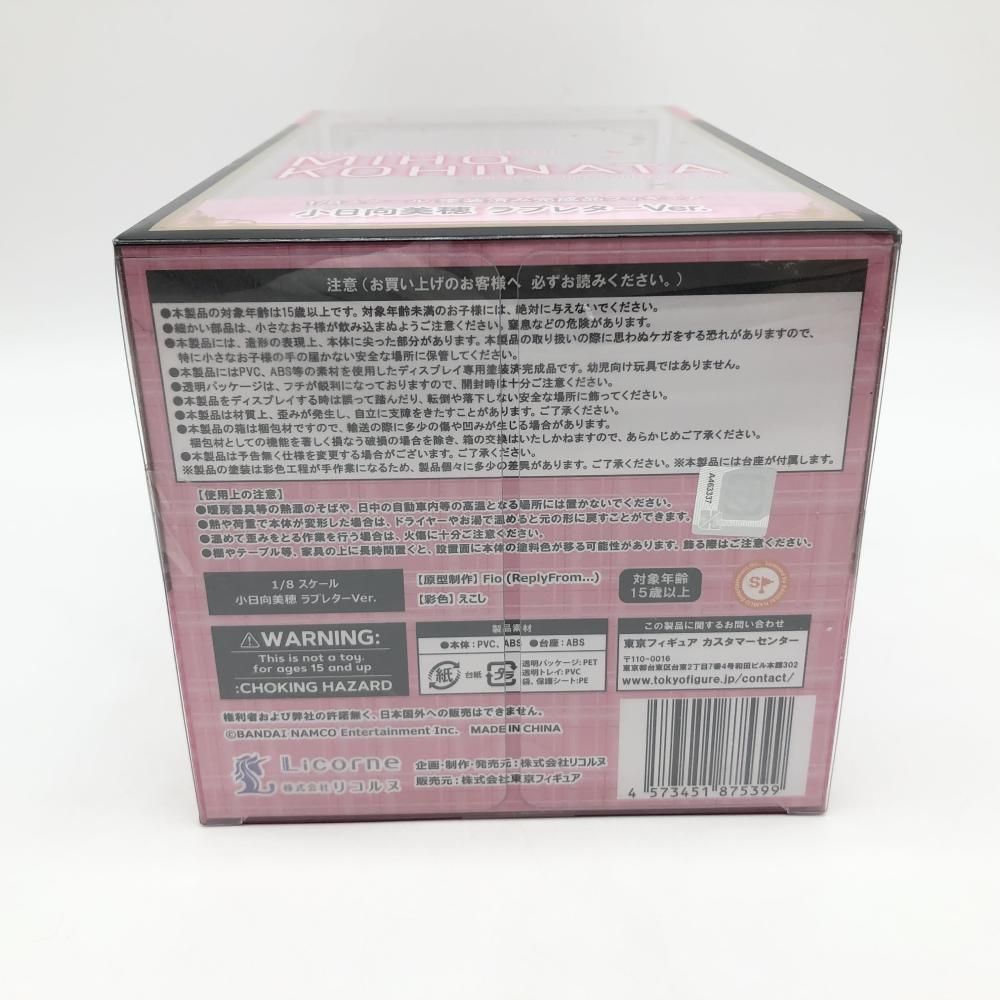 MIHO
KOHINATA
小日向美穂 ラブレターVer.
注意(お買い上げのお客様へ 必ずお読みください。)
●本製品の対象年齢は15歳以上です。対象年齢未満のお子様には、絶対に与えないでください。
●細かい部品は、小さなお子様が飲み込まぬようご注意ください。窒息などの危険があります。
●本製品には、造形の表現上、本体に尖った部分があります。本製品の取り扱いの際に思わぬケガをする恐れがありますので、
特に小さなお子様の手の届かない安全な場所に保管してください。
●本製品にはPVC、ABS等の素材を使用したディスプレイ専用塗装済完成品です。幼児向け玩具ではありません。
●透明パッケージは、フチが鋭利になっておりますので、開封時は十分ご注意ください。
●本製品をディスプレイする時は誤って踏んだり、転倒や落下しない安全な場所に飾ってください。
●本製品は材質上、歪みが発生し、自立に支障をきたすことがあります。ご了承ください。
●本製品の箱は梱包材ですので、輸送の際に多少の傷や凹みが生じる場合があります。
梱包材としての機能を著しく損なう破損の場合を除き、箱の交換はいたしかねますので、あらかじめご了承ください。
●本製品は予告無く仕様を変更する場合がございます。ご了承ください。
※製品の塗装は彩色工程が手作業になるため、製品個々に多少の差異があります。ご了承ください。※本製品には台座が付属します。
A463337
【使用上の注意】
●暖房器具等の熱源のそばや、日中の自動車内等の高温となる場所には置かないでください。
●熱や荷重で本体が変形した場合は、ドライヤーやお湯で温めると元の形に戻すことができます。
●温めて歪みをとる作業を行う場合は、火傷に十分ご注意ください。
●棚やテーブル等、家具の上に長時間置くと、設置面に本体の塗料色が移る可能性があります。飾る際はご注意ください。
1/8 スケール
小日向美穂 ラブレターVer.
【原型制作】Fio (ReplyFrom...)
【彩色】えこし
対象年齢
15歳以上
⚠WARNING:
This is not a toy.
for ages 15 and up
:CHOKING HAZARD
製品素材
●本体:PVC、ABS ●台座:ABS
紙 台紙
プラ
透明パッケージ:PET
透明トレイ:PVC
袋、保護シート:PE
この製品に関するお問い合わせ
東京フィギュア カスタマーセンター
〒110-0016
東京都台東区台東2丁目7番4号和田ビル本館302
www.tokyofigure.jp/contact/
権利者および弊社の許諾無く、日本国外への販売はできません。
©BANDAI NAMCO Entertainment Inc. MADE IN CHINA
Licorne
株式会社リコルヌ
企画・制作・発売元:株式会社リコルヌ
販売元:株式会社東京フィギュア
4 573451 875399